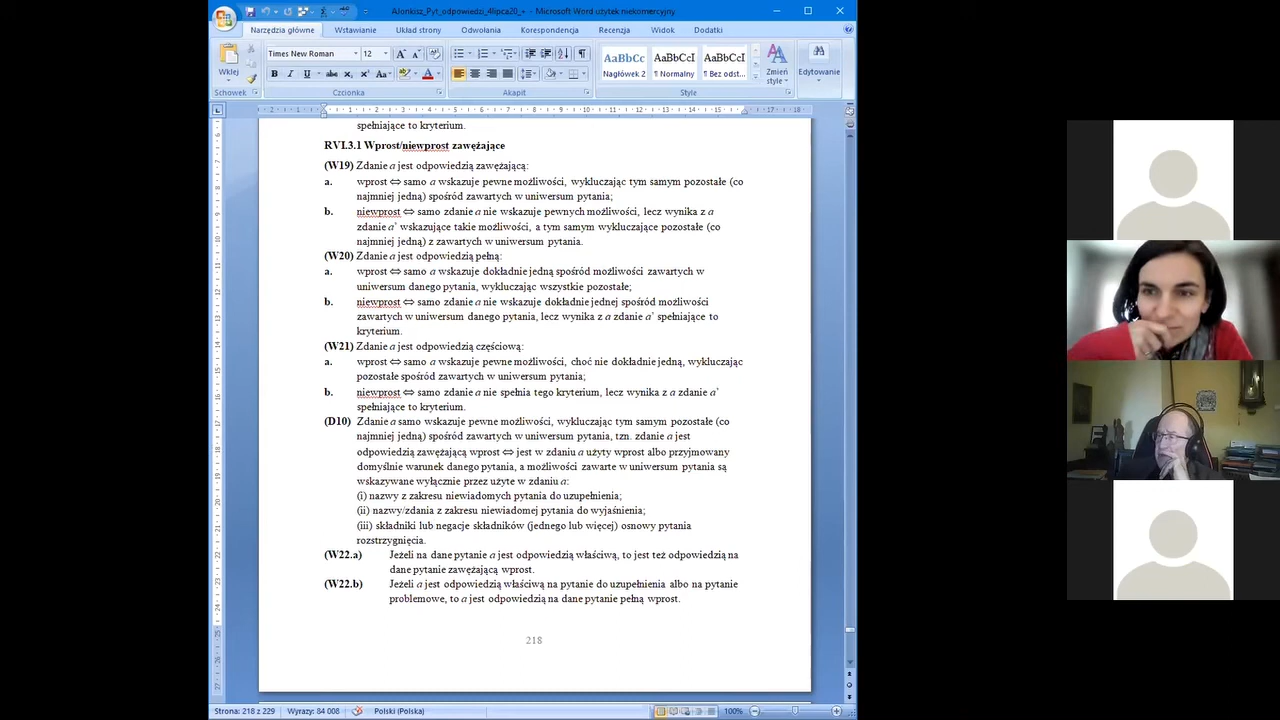 AJonkisz_Pyt_odpowiedzi_4lipca20_+ - Microsoft Word użytek niekomercyjny
Narzędzia główne Wstawianie Układ strony Odwołania Korespondencja Recenzja Widok Dodatki
Times New Roman 12
Wklej
AaBbCc AaBbCcI AaBbCcI
Nagłówek 2 ¶ Normalny ¶ Bez odst...
Zmień style
Edytowanie
Schowek Czcionka Akapit Style
spełniające to kryterium.
RVI.3.1 Wprost/niewprost zawężające
(W19) Zdanie a jest odpowiedzią zawężającą:
a. wprost ⇔ samo a wskazuje pewne możliwości, wykluczając tym samym pozostałe (co
najmniej jedną) spośród zawartych w uniwersum pytania;
b. niewprost ⇔ samo zdanie a nie wskazuje pewnych możliwości, lecz wynika z a
zdanie a' wskazujące takie możliwości, a tym samym wykluczające pozostałe (co
najmniej jedną) z zawartych w uniwersum pytania.
(W20) Zdanie a jest odpowiedzią pełną:
a. wprost ⇔ samo a wskazuje dokładnie jedną spośród możliwości zawartych w
uniwersum danego pytania, wykluczając wszystkie pozostałe;
b. niewprost ⇔ samo zdanie a nie wskazuje dokładnie jednej spośród możliwości
zawartych w uniwersum danego pytania, lecz wynika z a zdanie a' spełniające to
kryterium.
(W21) Zdanie a jest odpowiedzią częściową:
a. wprost ⇔ samo a wskazuje pewne możliwości, choć nie dokładnie jedną, wykluczając
pozostałe spośród zawartych w uniwersum pytania;
b. niewprost ⇔ samo zdanie a nie spełnia tego kryterium, lecz wynika z a zdanie a'
spełniające to kryterium.
(D10) Zdanie a samo wskazuje pewne możliwości, wykluczając tym samym pozostałe (co
najmniej jedną) spośród zawartych w uniwersum pytania, tzn. zdanie a jest
odpowiedzią zawężającą wprost ⇔ jest w zdaniu a użyty wprost albo przyjmowany
domyślnie warunek danego pytania, a możliwości zawarte w uniwersum pytania są
wskazywane wyłącznie przez użyte w zdaniu a:
(i) nazwy z zakresu niewiadomych pytania do uzupełnienia;
(ii) nazwy/zdania z zakresu niewiadomej pytania do wyjaśnienia;
(iii) składniki lub negacje składników (jednego lub więcej) osnowy pytania
rozstrzygnięcia.
(W22.a) Jeżeli na dane pytanie a jest odpowiedzią właściwą, to jest też odpowiedzią na
dane pytanie zawężającą wprost.
(W22.b) Jeżeli a jest odpowiedzią właściwą na pytanie do uzupełnienia albo na pytanie
problemowe, to a jest odpowiedzią na dane pytanie pełną wprost.
218
Strona: 218 z 229 Wyrazy: 84 008 Polski (Polska) 100%